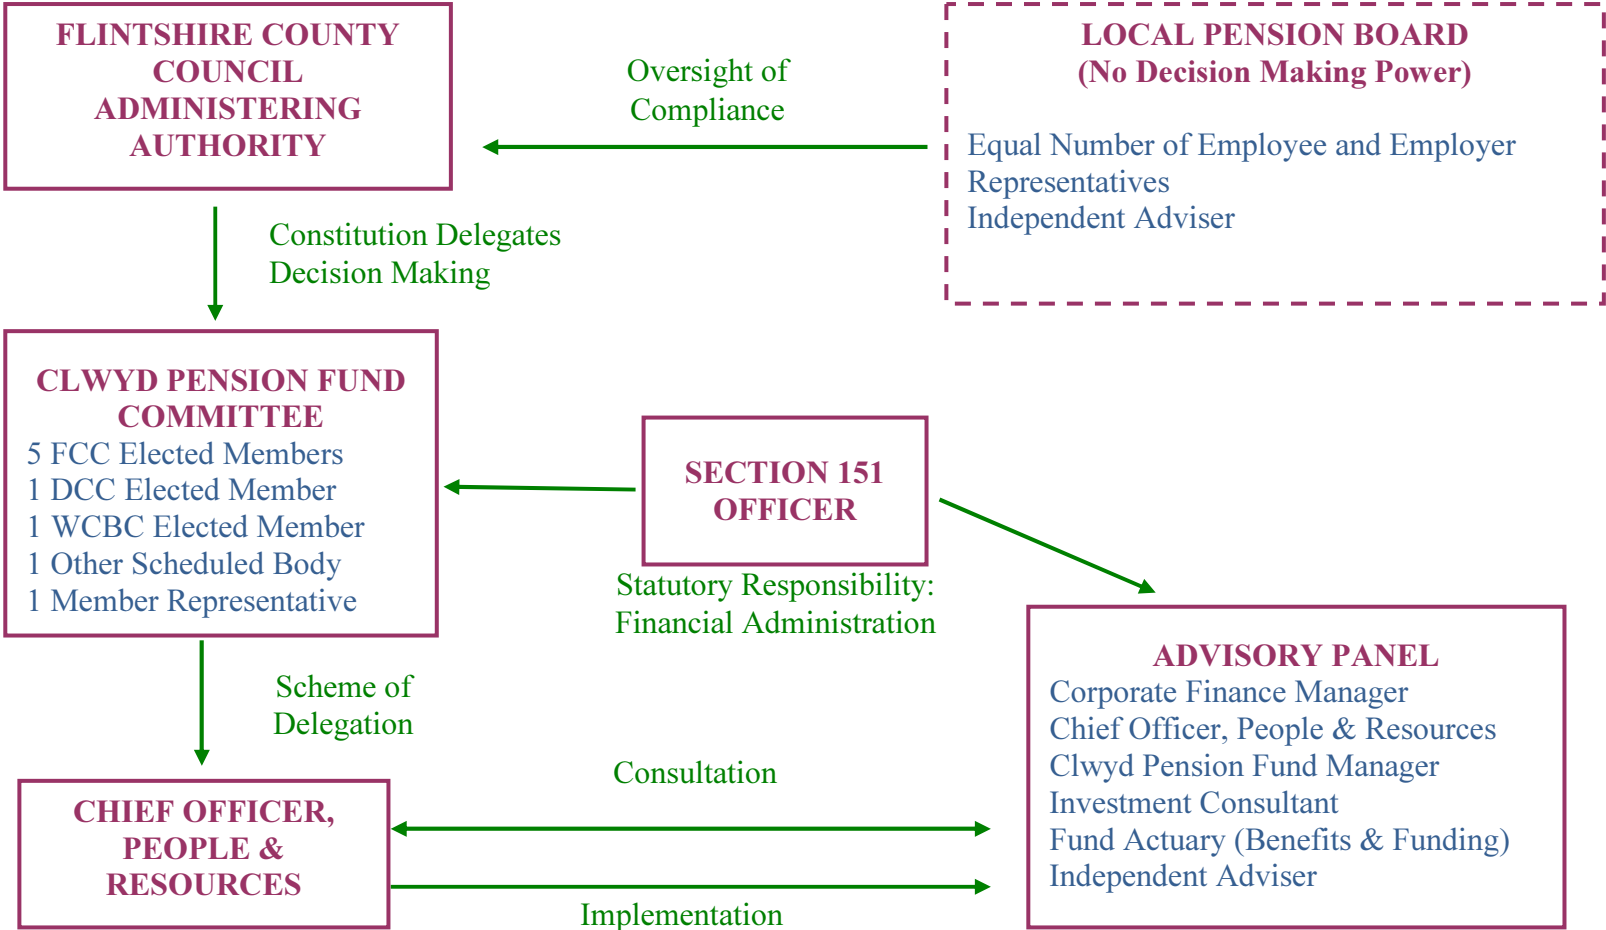 FLINTSHIRE COUNTY
COUNCIL
ADMINISTERING
AUTHORITY
Oversight of
Compliance
LOCAL PENSION BOARD
(No Decision Making Power)
Equal Number of Employee and Employer
Representatives
Independent Adviser
Constitution Delegates
Decision Making
CLWYD PENSION FUND
COMMITTEE
5 FCC Elected Members
1 DCC Elected Member
1 WCBC Elected Member
1 Other Scheduled Body
1 Member Representative
SECTION 151
OFFICER
Statutory Responsibility:
Financial Administration
ADVISORY PANEL
Corporate Finance Manager
Chief Officer, People & Resources
Clwyd Pension Fund Manager
Investment Consultant
Fund Actuary (Benefits & Funding)
Independent Adviser
Scheme of
Delegation
Consultation
CHIEF OFFICER,
PEOPLE &
RESOURCES
Implementation